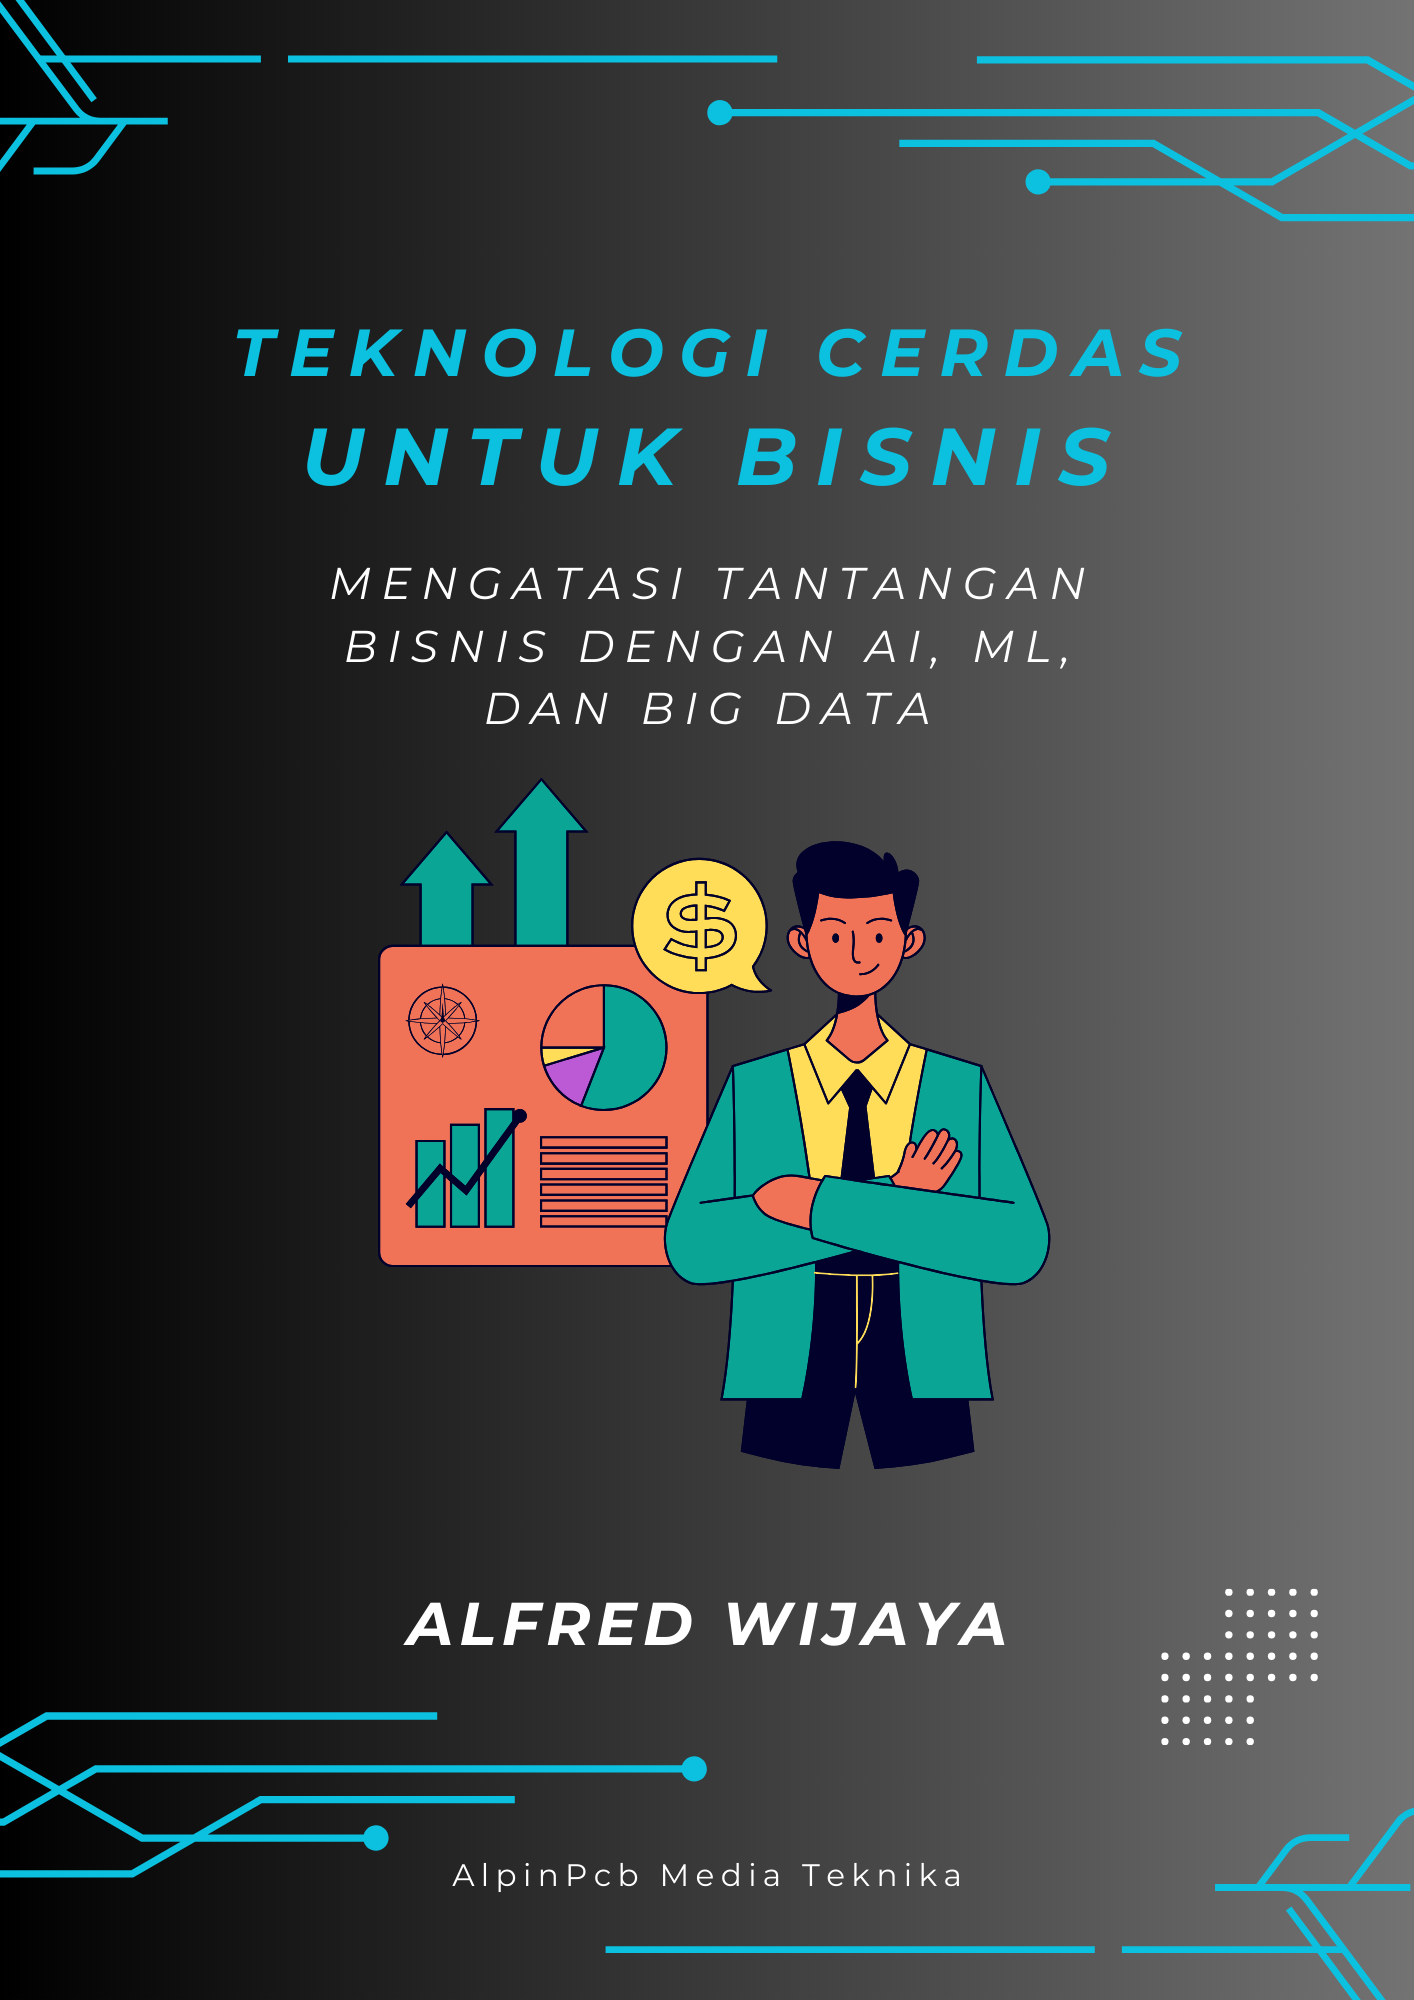 TEKNOLOGI CERDAS
UNTUK BISNIS
MENGATASI TANTANGAN
BISNIS DENGAN AI, ML,
DAN BIG DATA
$
ALFRED WIJAYA
AlpinPcb Media Teknika